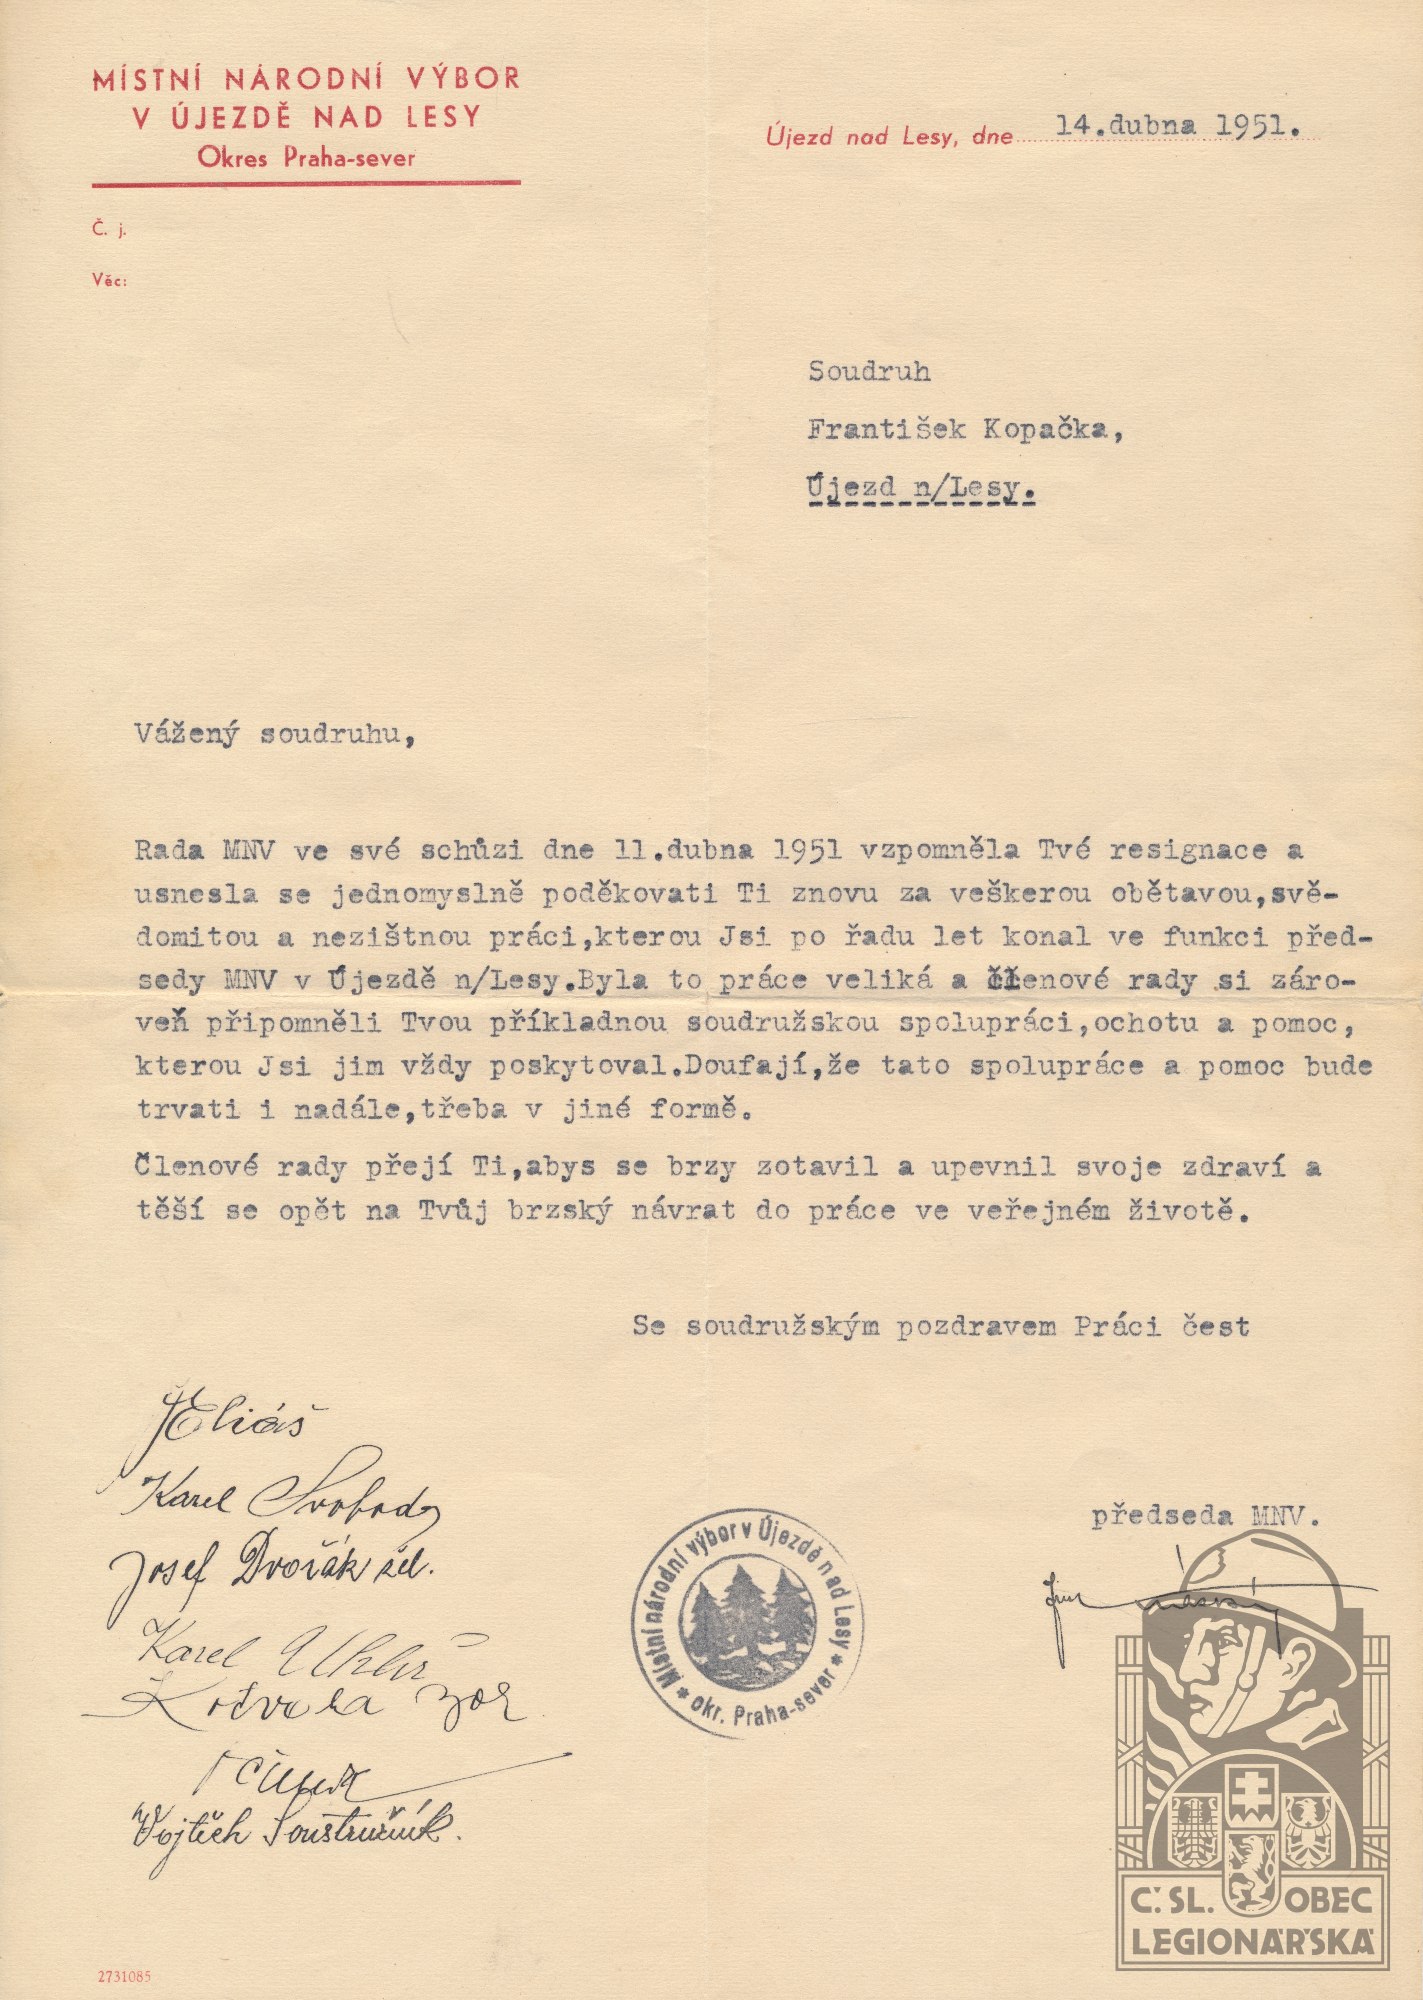 MÍSTNÍ NÁRODNÍ VÝBOR
V ÚJEZDĚ NAD LESY
Okres Praha-sever
Újezd nad Lesy, dne 14.dubna 1951.
Č. j.
Věc:
Soudruh
František Kopačka,
Újezd n/Lesy.
Vážený soudruhu,
Rada MNV ve své schůzi dne 11.dubna 1951 vzpomněla Tvé resignace a
usnesla se jednomyslně poděkovati Ti znovu za veškerou obětavou,svě-
domitou a nezištnou práci,kterou Jsi po řadu let konal ve funkci před-
sedy MNV v Újezdě n/Lesy.Byla to práce veliká a členové rady si záro-
veň připomněli Tvou příkladnou soudružskou spolupráci,ochotu a pomoc,
kterou Jsi jim vždy poskytoval.Doufají,že tato spolupráce a pomoc bude
trvati i nadále,třeba v jiné formě.
Členové rady přejí Ti,abys se brzy zotavil a upevnil svoje zdraví a
těší se opět na Tvůj brzský návrat do práce ve veřejném životě.
Se soudružským pozdravem Práci čest
Eliáš
Karel Svoboda
Josef Dvořák
Karel
Vojtěch Soustružník.
předseda MNV.
Místní národní výbor v Újezdě nad Lesy
* okr. Praha-sever *
Č.SL. OBEC
LEGIONÁŘSKÁ
2731085